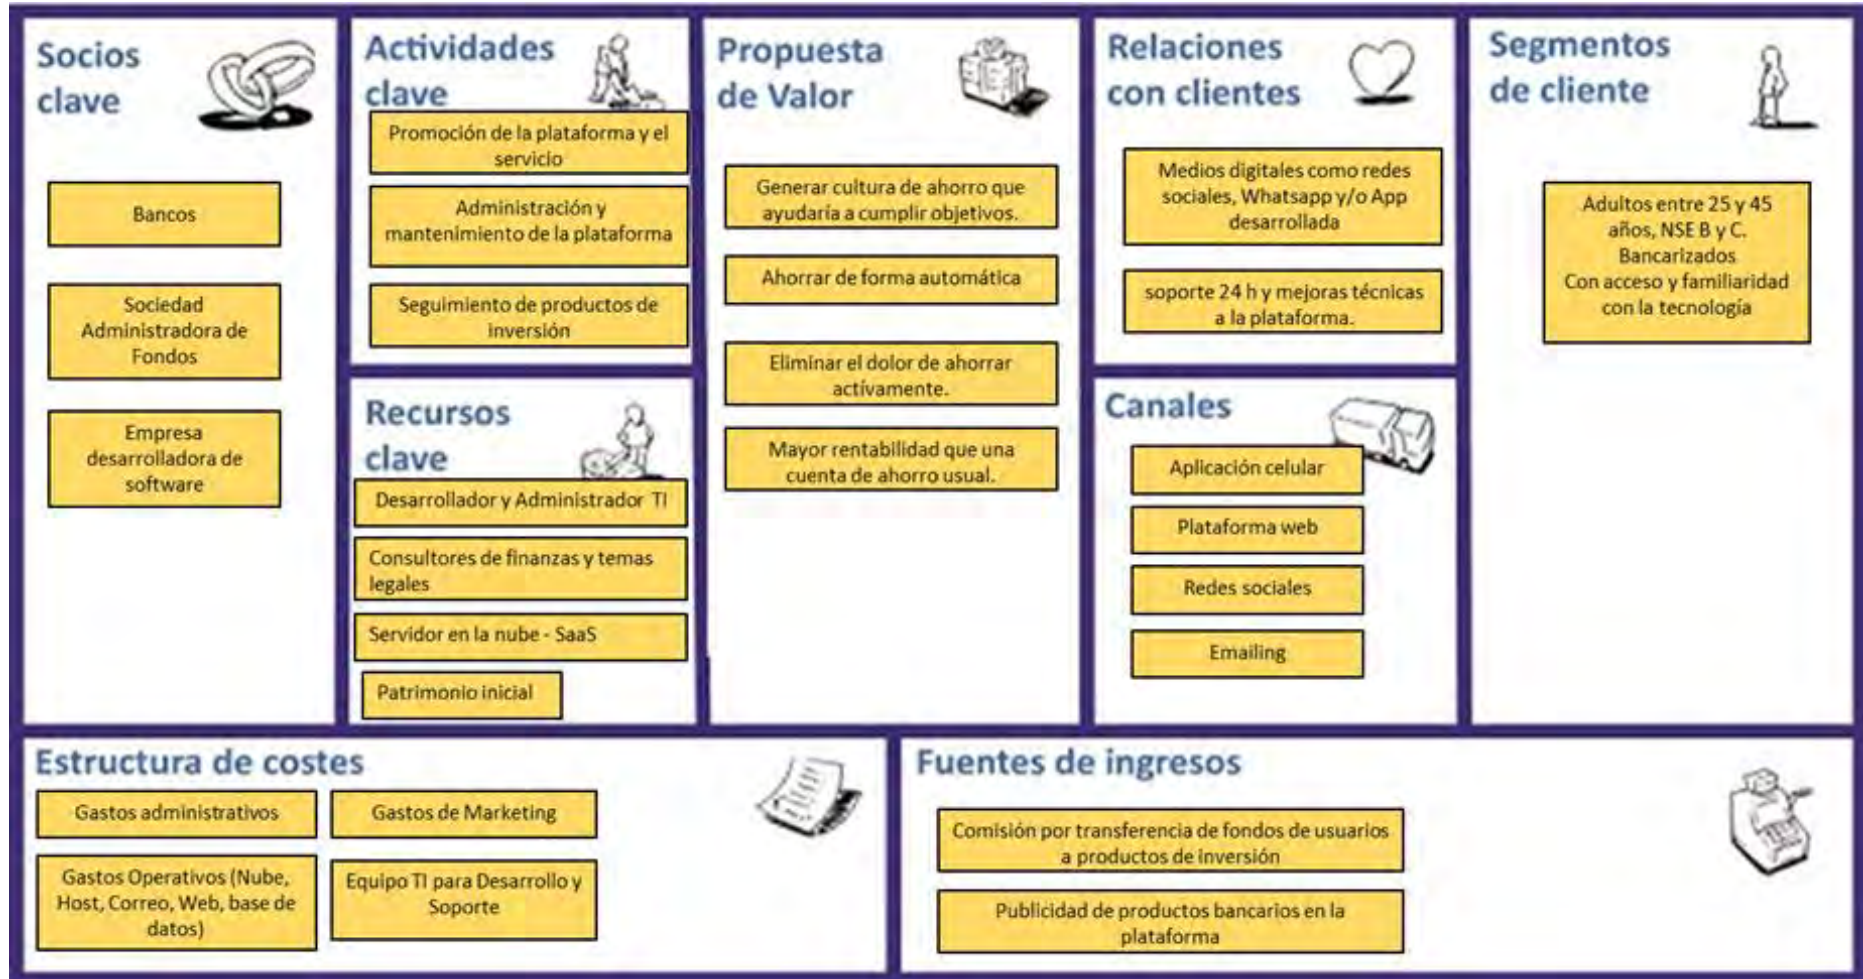 Socios
clave
Bancos
Sociedad
Administradora de
Fondos
Empresa
desarrolladora de
software
Actividades
clave
Promoción de la plataforma y el
servicio
Administración y
mantenimiento de la plataforma
Seguimiento de productos de
inversión
Recursos
clave
Desarrollador y Administrador TI
Consultores de finanzas y temas
legales
Servidor en la nube - SaaS
Patrimonio inicial
Propuesta
de Valor
Generar cultura de ahorro que
ayudaría a cumplir objetivos.
Ahorrar de forma automática
Eliminar el dolor de ahorrar
actívamente.
Mayor rentabilidad que una
cuenta de ahorro usual.
Relaciones
con clientes
Medios digitales como redes
sociales, Whatsapp y/o App
desarrollada
soporte 24 h y mejoras técnicas
a la plataforma.
Canales
Aplicación celular
Plataforma web
Redes sociales
Emailing
Segmentos
de cliente
Adultos entre 25 y 45
años, NSE B y C.
Bancarizados
Con acceso y familiaridad
con la tecnología
Estructura de costes
Gastos administrativos
Gastos de Marketing
Gastos Operativos (Nube,
Host, Correo, Web, base de
datos)
Equipo TI para Desarrollo y
Soporte
Fuentes de ingresos
Comisión por transferencia de fondos de usuarios
a productos de inversión
Publicidad de productos bancarios en la
plataforma